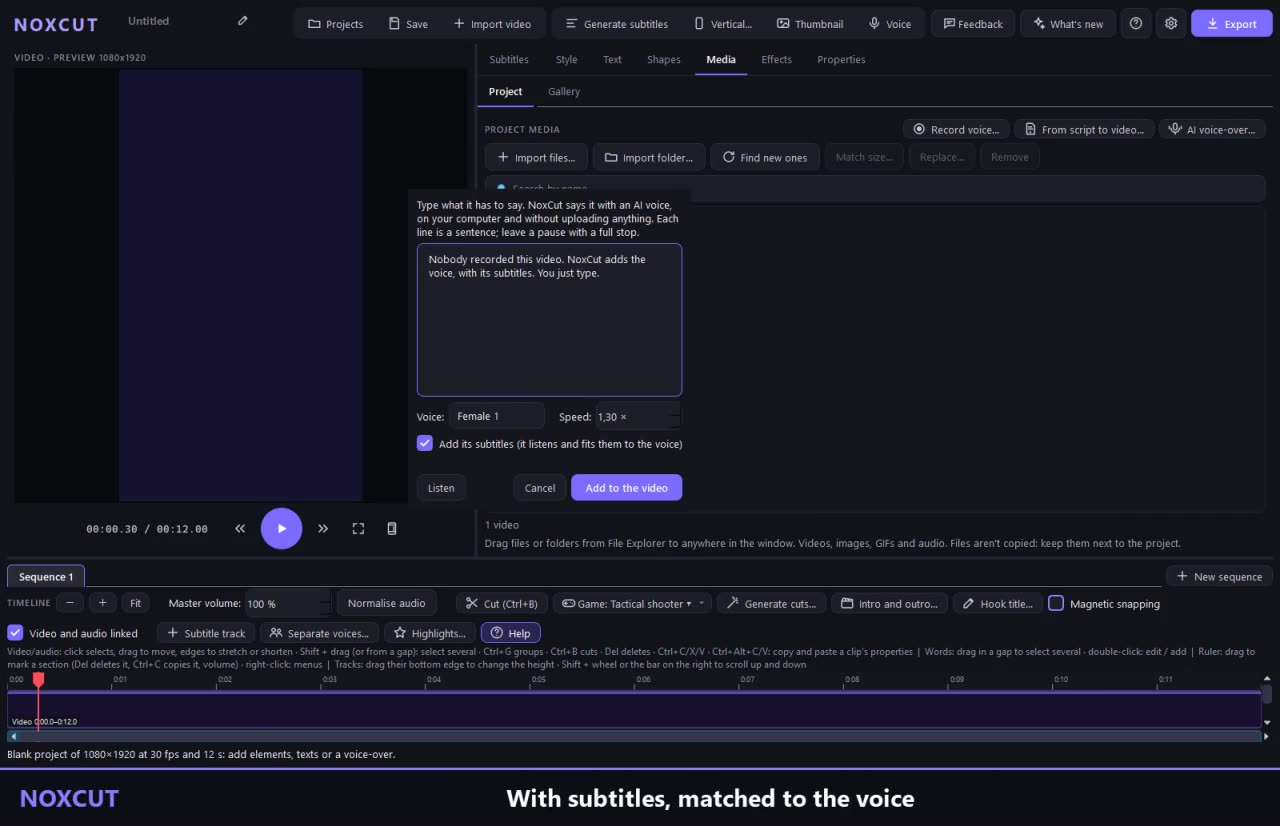 NOXCUT
Untitled
Projects
Save
Import video
Generate subtitles
Vertical...
Thumbnail
Voice
Feedback
What's new
Export
VIDEO · PREVIEW 1080x1920
Subtitles
Style
Text
Shapes
Media
Effects
Properties
Project
Gallery
PROJECT MEDIA
Record voice...
From script to video...
AI voice-over...
Import files...
Import folder...
Find new ones
Match size...
Replace...
Remove
Search by name
Type what it has to say. NoxCut says it with an AI voice,
on your computer and without uploading anything. Each
line is a sentence; leave a pause with a full stop.
Nobody recorded this video. NoxCut adds the
voice, with its subtitles. You just type.
Voice:
Female 1
Speed:
1,30 ×
Add its subtitles (it listens and fits them to the voice)
Listen
Cancel
Add to the video
00:00.30 / 00:12.00
1 video
Drag files or folders from File Explorer to anywhere in the window. Videos, images, GIFs and audio. Files aren't copied: keep them next to the project.
Sequence 1
New sequence
TIMELINE
Fit
Master volume:
100 %
Normalise audio
Cut (Ctrl+B)
Game: Tactical shooter
Generate cuts...
Intro and outro...
Hook title...
Magnetic snapping
Video and audio linked
Subtitle track
Separate voices...
Highlights...
Help
Video/audio: click selects, drag to move, edges to stretch or shorten · Shift + drag (or from a gap): select several · Ctrl+G groups · Ctrl+B cuts · Del deletes · Ctrl+C/X/V · Ctrl+Alt+C/V: copy and paste a clip's properties | Words: drag in a gap to select several · double-click: edit / add | Ruler: drag to
mark a section (Del deletes it, Ctrl+C copies it, volume) · right-click: menus | Tracks: drag their bottom edge to change the height · Shift + wheel or the bar on the right to scroll up and down
0:00
0:01
0:02
0:03
0:04
0:05
0:06
0:07
0:08
0:09
0:10
0:11
Video 0:00.0–0:12.0
Blank project of 1080×1920 at 30 fps and 12 s: add elements, texts or a voice-over.
NOXCUT
With subtitles, matched to the voice